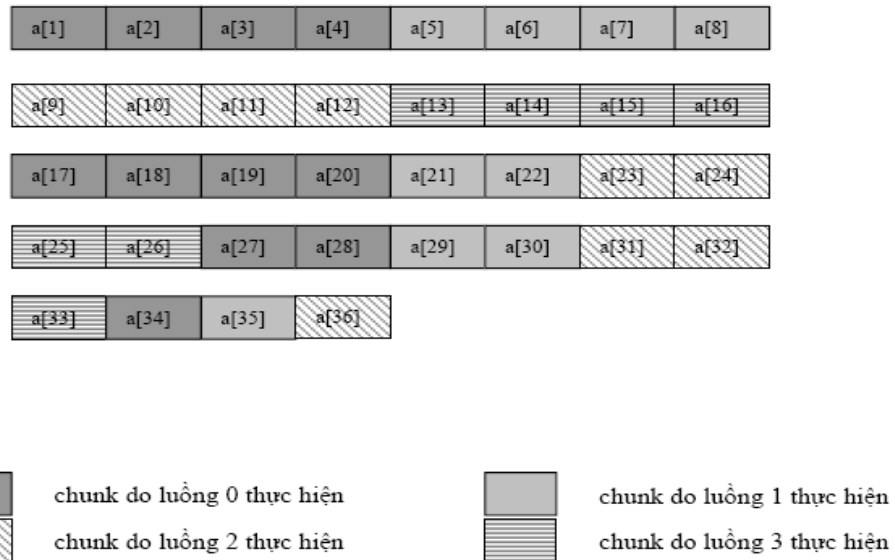 a[1] a[2] a[3] a[4] a[5] a[6] a[7] a[8]
a[9] a[10] a[11] a[12] a[13] a[14] a[15] a[16]
a[17] a[18] a[19] a[20] a[21] a[22] a[23] a[24]
a[25] a[26] a[27] a[28] a[29] a[30] a[31] a[32]
a[33] a[34] a[35] a[36]
chunk do luồng 0 thực hiện chunk do luồng 1 thực hiện
chunk do luồng 2 thực hiện chunk do luồng 3 thực hiện